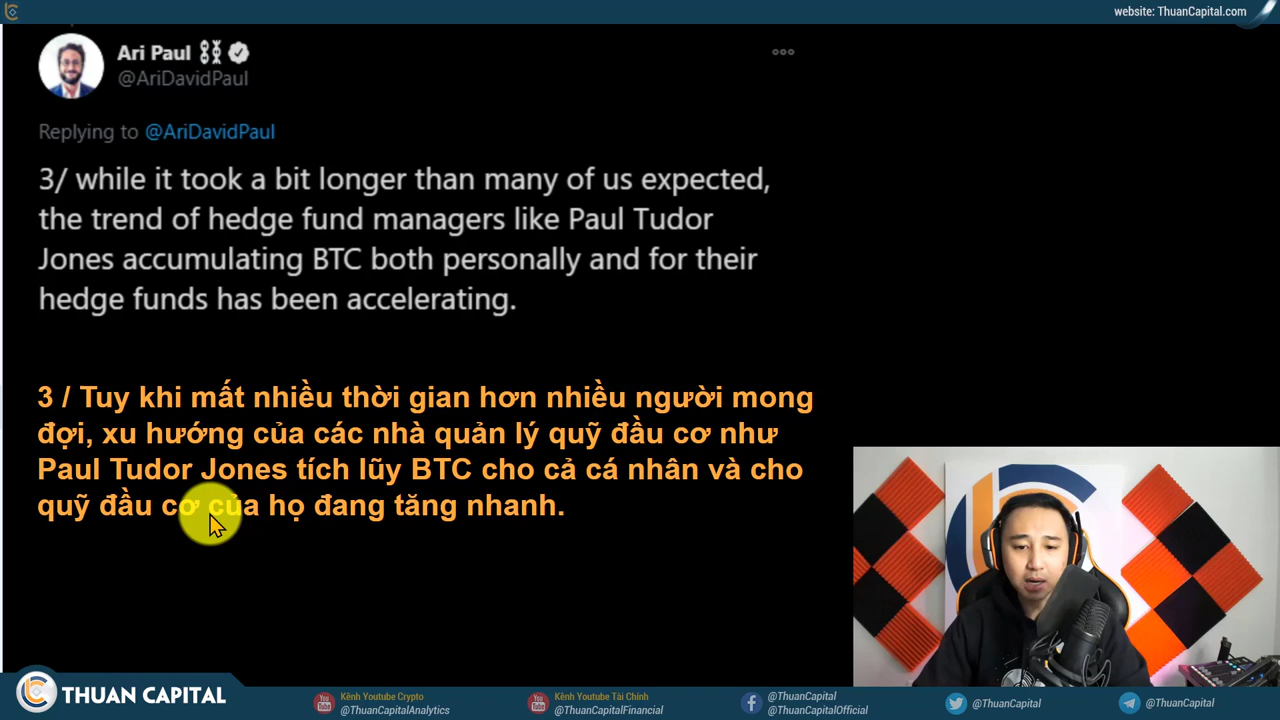 website: ThuanCapital.com
Ari Paul
@AriDavidPaul
Replying to @AriDavidPaul
3/ while it took a bit longer than many of us expected,
the trend of hedge fund managers like Paul Tudor
Jones accumulating BTC both personally and for their
hedge funds has been accelerating.
3 / Tuy khi mất nhiều thời gian hơn nhiều người mong
đợi, xu hướng của các nhà quản lý quỹ đầu cơ như
Paul Tudor Jones tích lũy BTC cho cả cá nhân và cho
quỹ đầu cơ của họ đang tăng nhanh.
THUAN CAPITAL
Kênh Youtube Crypto
@ThuanCapitalAnalytics
Kênh Youtube Tài Chính
@ThuanCapitalFinancial
@ThuanCapital
@ThuanCapitalOfficial
@ThuanCapital
@ThuanCapital